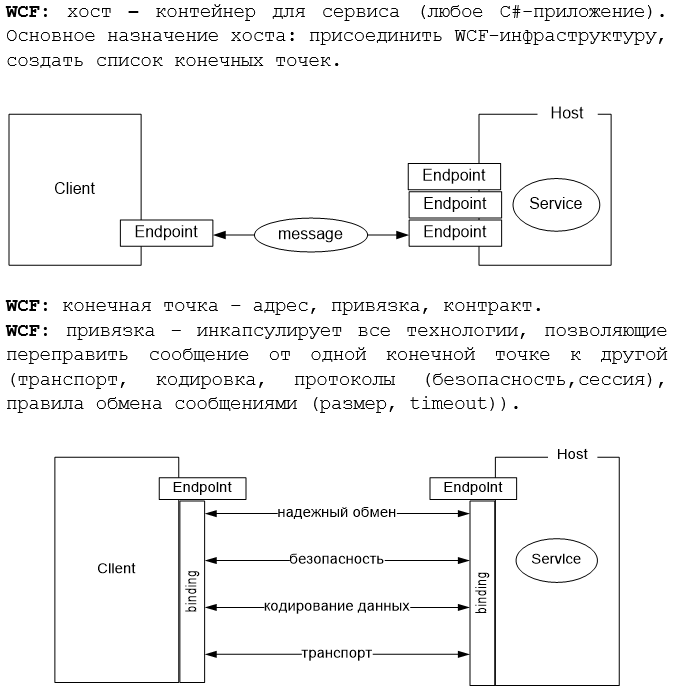 WCF: хост – контейнер для сервиса (любое C#-приложение).
Основное назначение хоста: присоединить WCF-инфраструктуру,
создать список конечных точек.
Host
Client
Endpoint
Endpoint
Service
Endpoint
message
Endpoint
WCF: конечная точка – адрес, привязка, контракт.
WCF: привязка – инкапсулирует все технологии, позволяющие
переправить сообщение от одной конечной точке к другой
(транспорт, кодировка, протоколы (безопасность,сессия),
правила обмена сообщениями (размер, timeout)).
Host
Endpoint
Endpoint
надежный обмен
безопасность
Client
Service
binding
binding
кодирование данных
транспорт